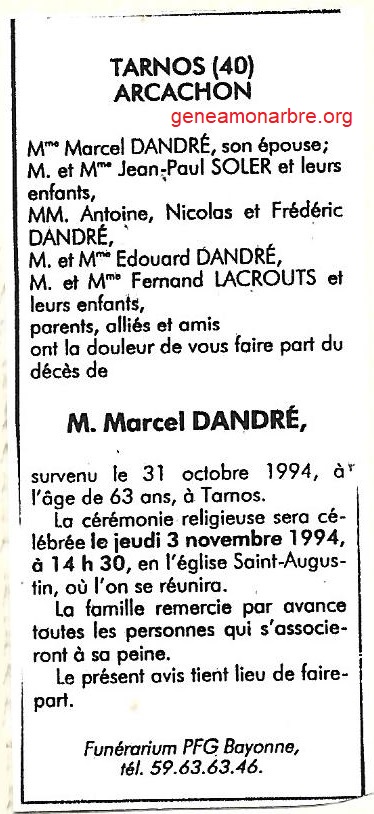 TARNOS (40)
ARCACHON
geneamonarbre.org
Mme Marcel DANDRÉ, son épouse;
M. et Mme Jean-Paul SOLER et leurs
enfants,
MM. Antoine, Nicolas et Frédéric
DANDRÉ,
M. et Mme Edouard DANDRÉ,
M. et Mme Fernand LACROUTS et
leurs enfants,
parents, alliés et amis
ont la douleur de vous faire part du
décès de
M. Marcel DANDRÉ,
survenu le 31 octobre 1994, à
l'âge de 63 ans, à Tarnos.
La cérémonie religieuse sera cé-
lébrée le jeudi 3 novembre 1994,
à 14 h 30, en l'église Saint-Augus-
tin, où l'on se réunira.
La famille remercie par avance
toutes les personnes qui s'associe-
ront à sa peine.
Le présent avis tient lieu de faire-
part.
Funérarium PFG Bayonne,
tél. 59.63.63.46.